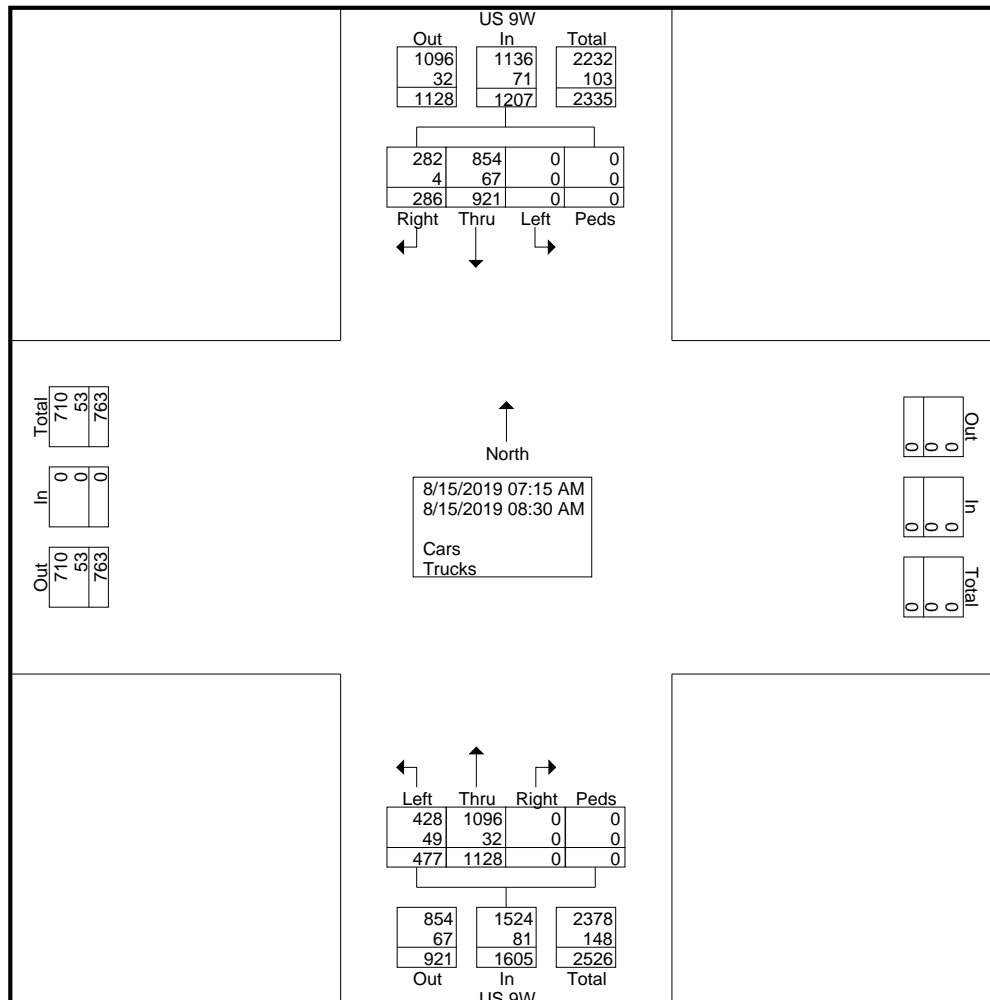 US 9W
Out In Total
1096 1136 2232
32 71 103
1128 1207 2335
282 854 0 0
4 67 0 0
286 921 0 0
Right Thru Left Peds
Total
710
53
763
In
0
0
0
Out
710
53
763
North
8/15/2019 07:15 AM
8/15/2019 08:30 AM
Cars
Trucks
Out
0
0
0
In
0
0
0
Total
0
0
0
Left Thru Right Peds
428 1096 0 0
49 32 0 0
477 1128 0 0
854 1524 2378
67 81 148
921 1605 2526
Out In Total
US 9W